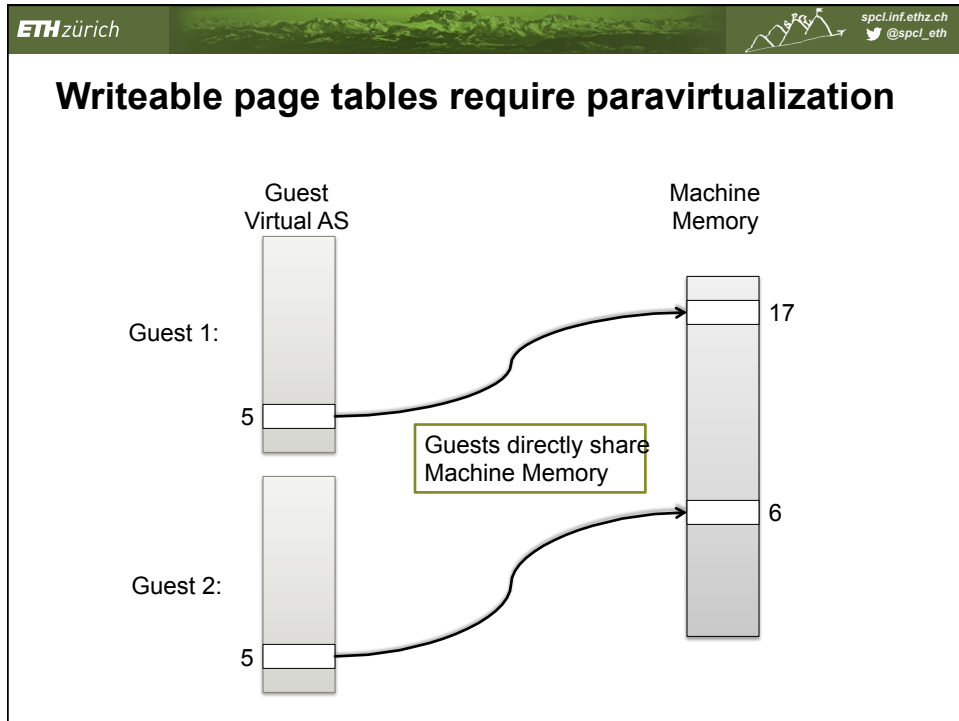 ETH zürich
spcl.inf.ethz.ch
@spcl_eth
Writeable page tables require paravirtualization
Guest
Virtual AS
Machine
Memory
17
Guest 1:
5
Guests directly share
Machine Memory
6
Guest 2:
5